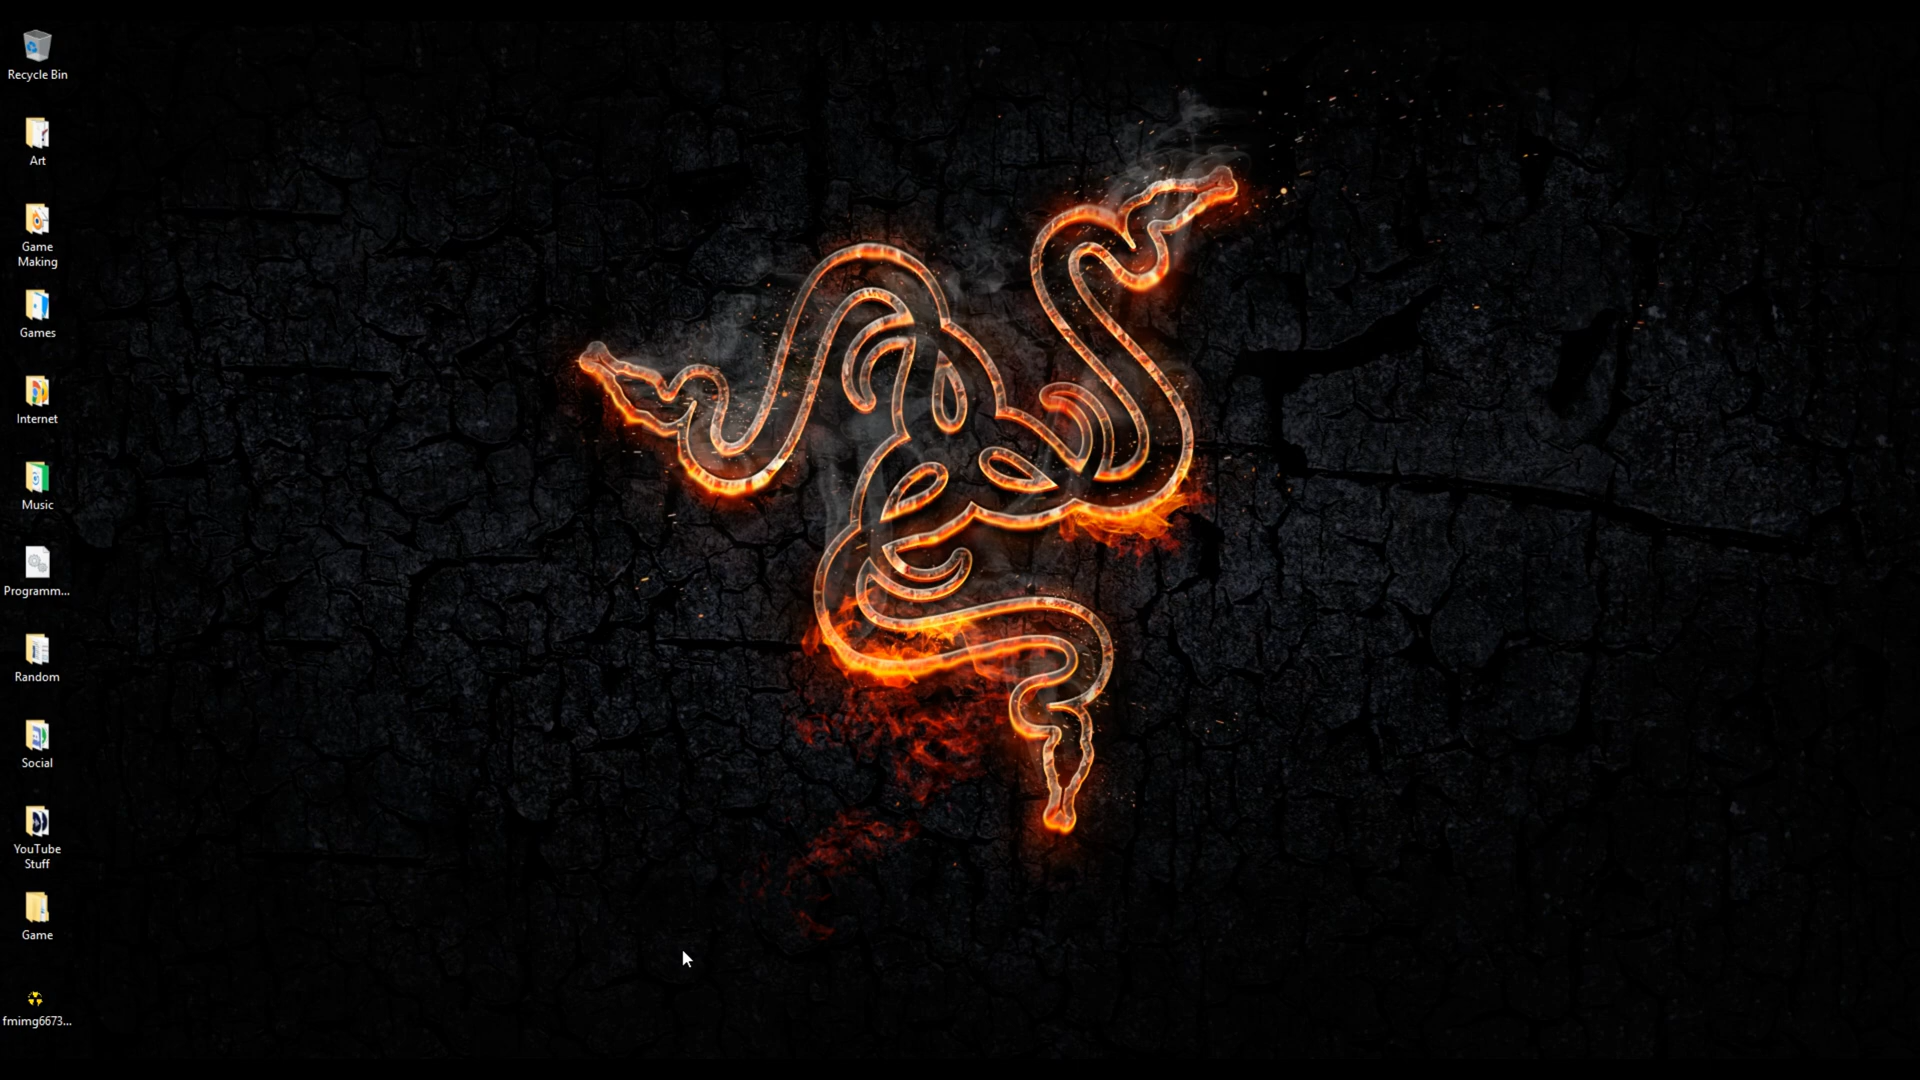 Recycle Bin
Art
Game
Making
Games
Internet
Music
Programm...
Random
Social
YouTube
Stuff
Game
fmimg6673...